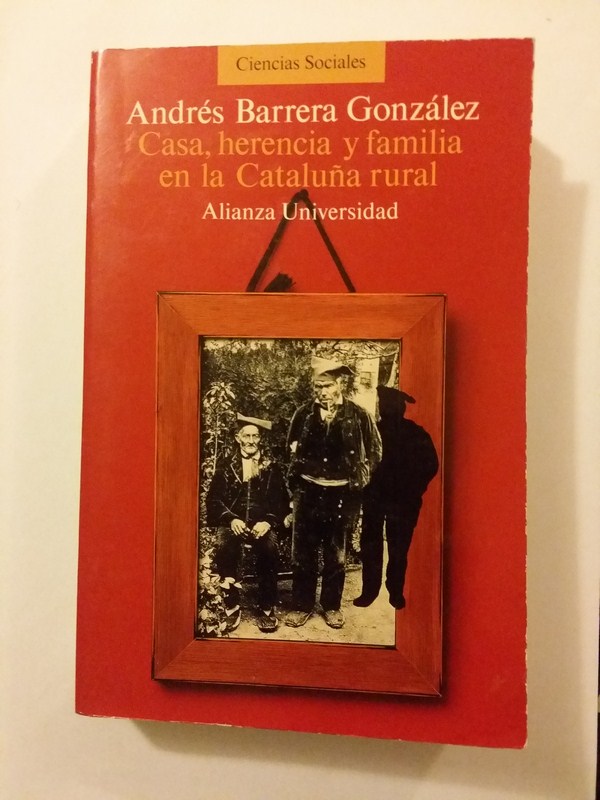 Ciencias Sociales
Andrés Barrera González
Casa, herencia y familia
en la Cataluña rural
Alianza Universidad